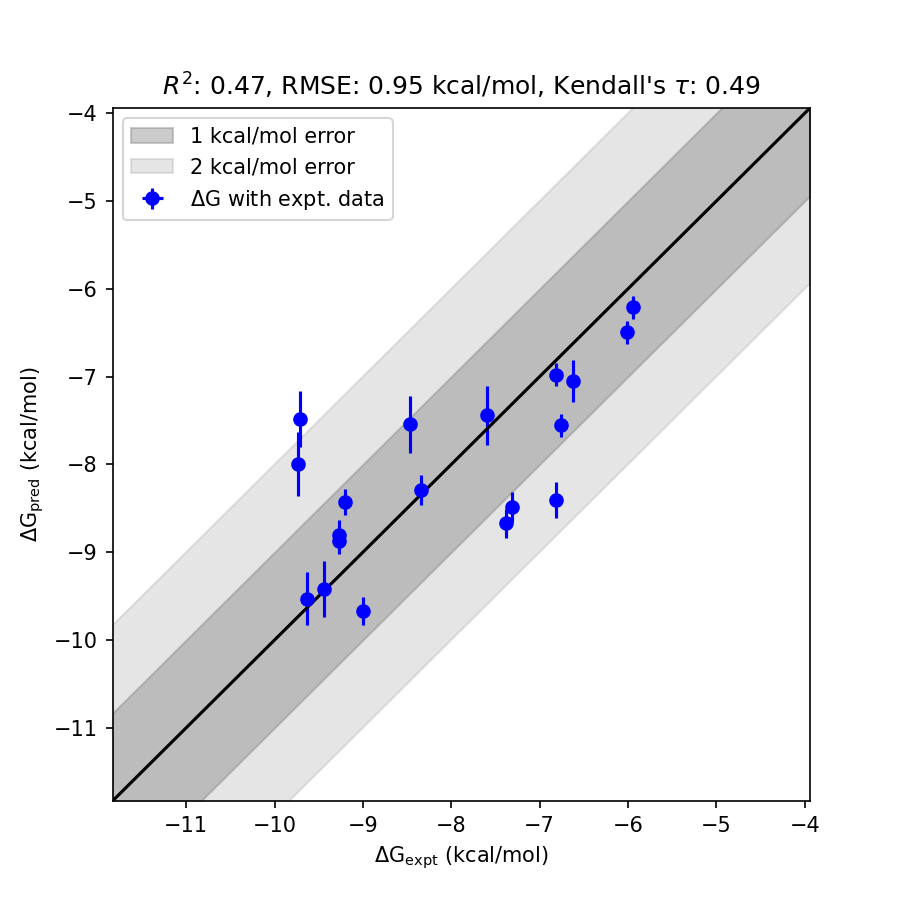 R²: 0.47, RMSE: 0.95 kcal/mol, Kendall's τ: 0.49
1 kcal/mol error
2 kcal/mol error
ΔG with expt. data
−4
−5
−6
−7
−8
−9
−10
−11
ΔGpred (kcal/mol)
−11 −10 −9 −8 −7 −6 −5 −4
ΔGexpt (kcal/mol)